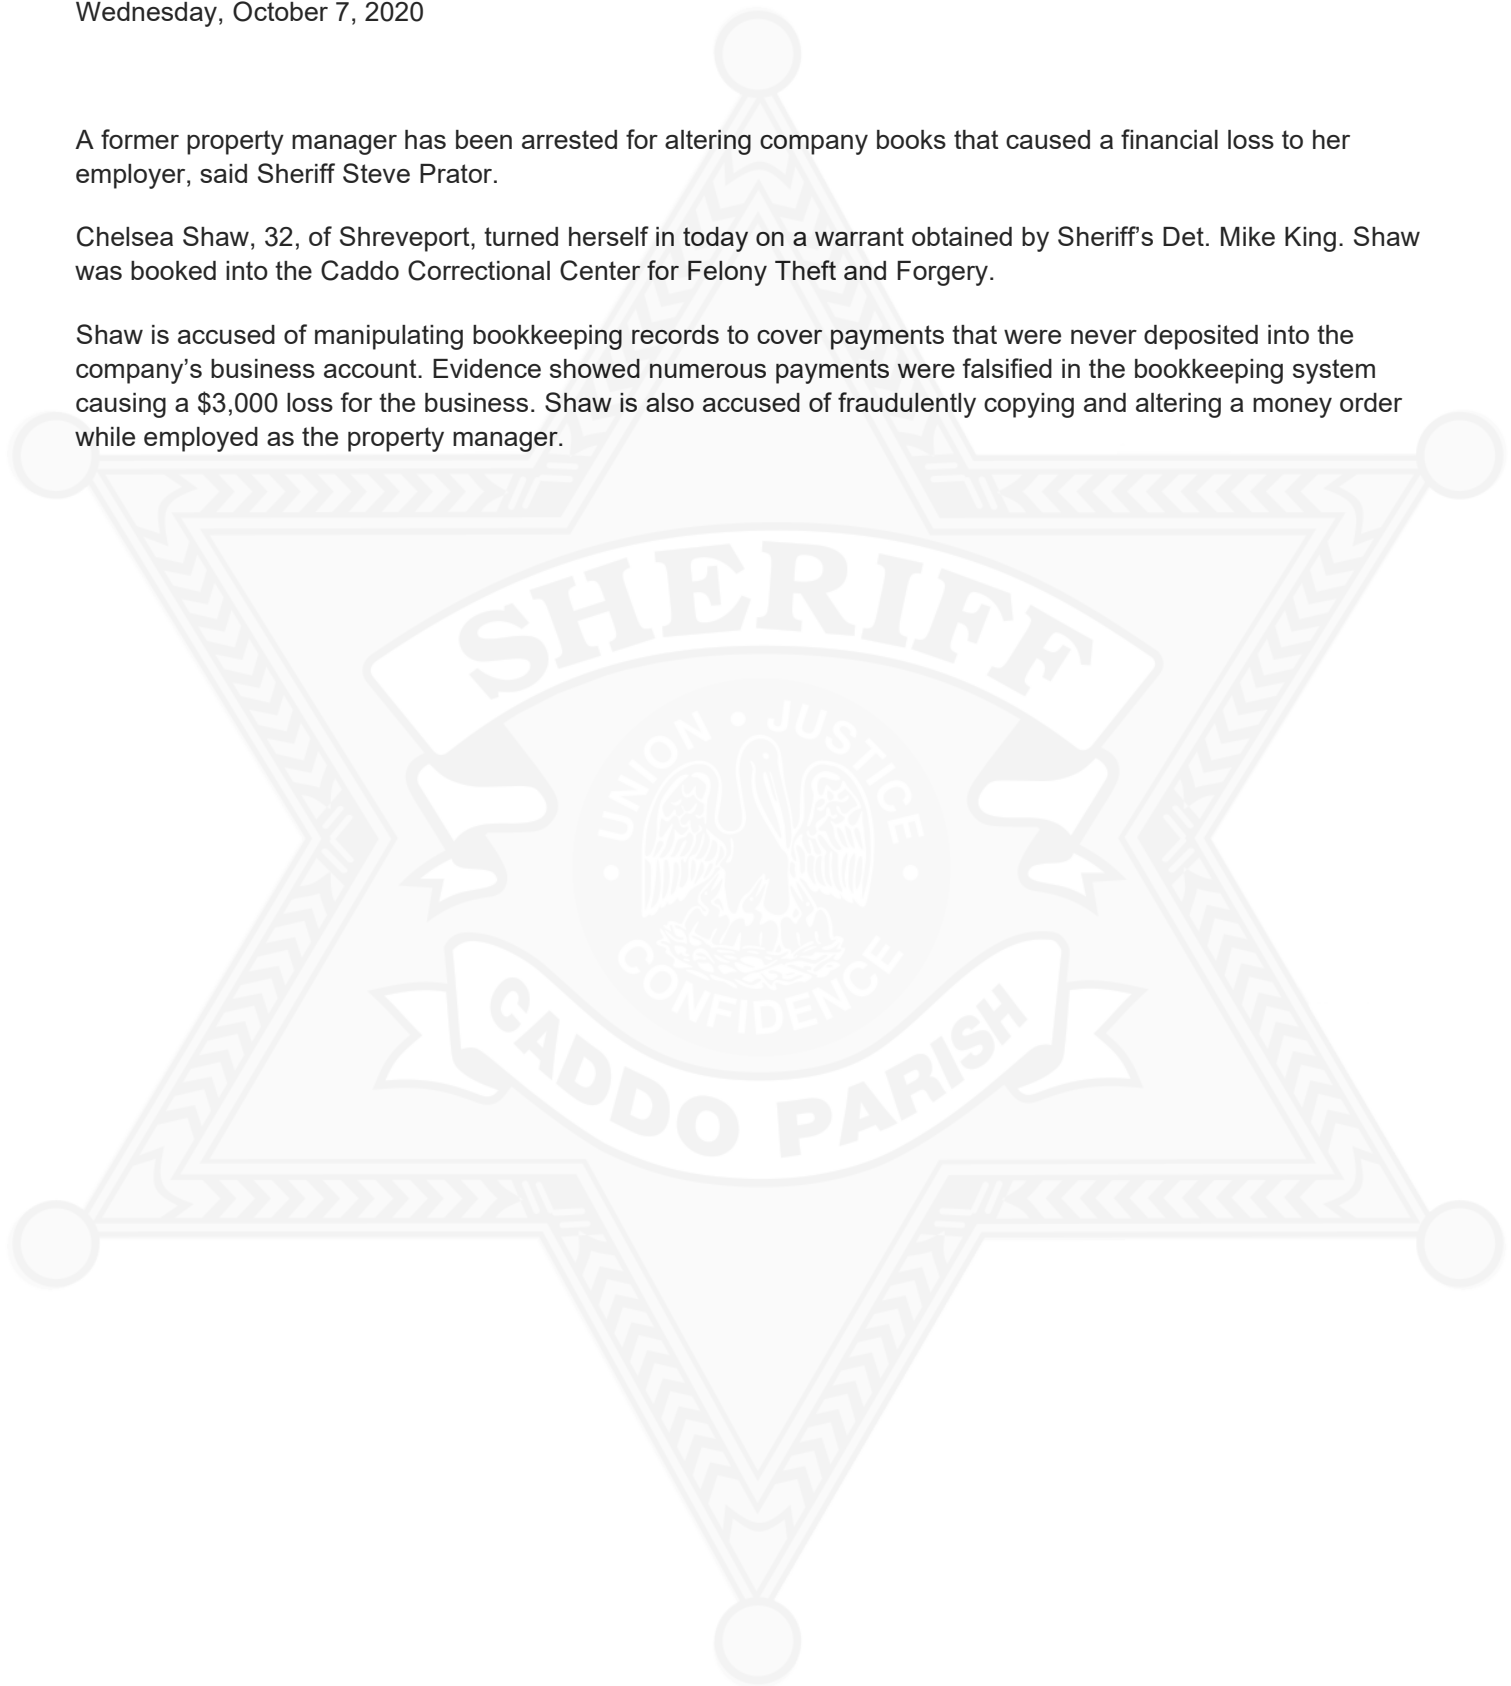 Wednesday, October 7, 2020
A former property manager has been arrested for altering company books that caused a financial loss to her
employer, said Sheriff Steve Prator.
Chelsea Shaw, 32, of Shreveport, turned herself in today on a warrant obtained by Sheriff’s Det. Mike King. Shaw
was booked into the Caddo Correctional Center for Felony Theft and Forgery.
Shaw is accused of manipulating bookkeeping records to cover payments that were never deposited into the
company’s business account. Evidence showed numerous payments were falsified in the bookkeeping system
causing a $3,000 loss for the business. Shaw is also accused of fraudulently copying and altering a money order
while employed as the property manager.
SHERIFF
UNION • JUSTICE
• CONFIDENCE •
CADDO PARISH